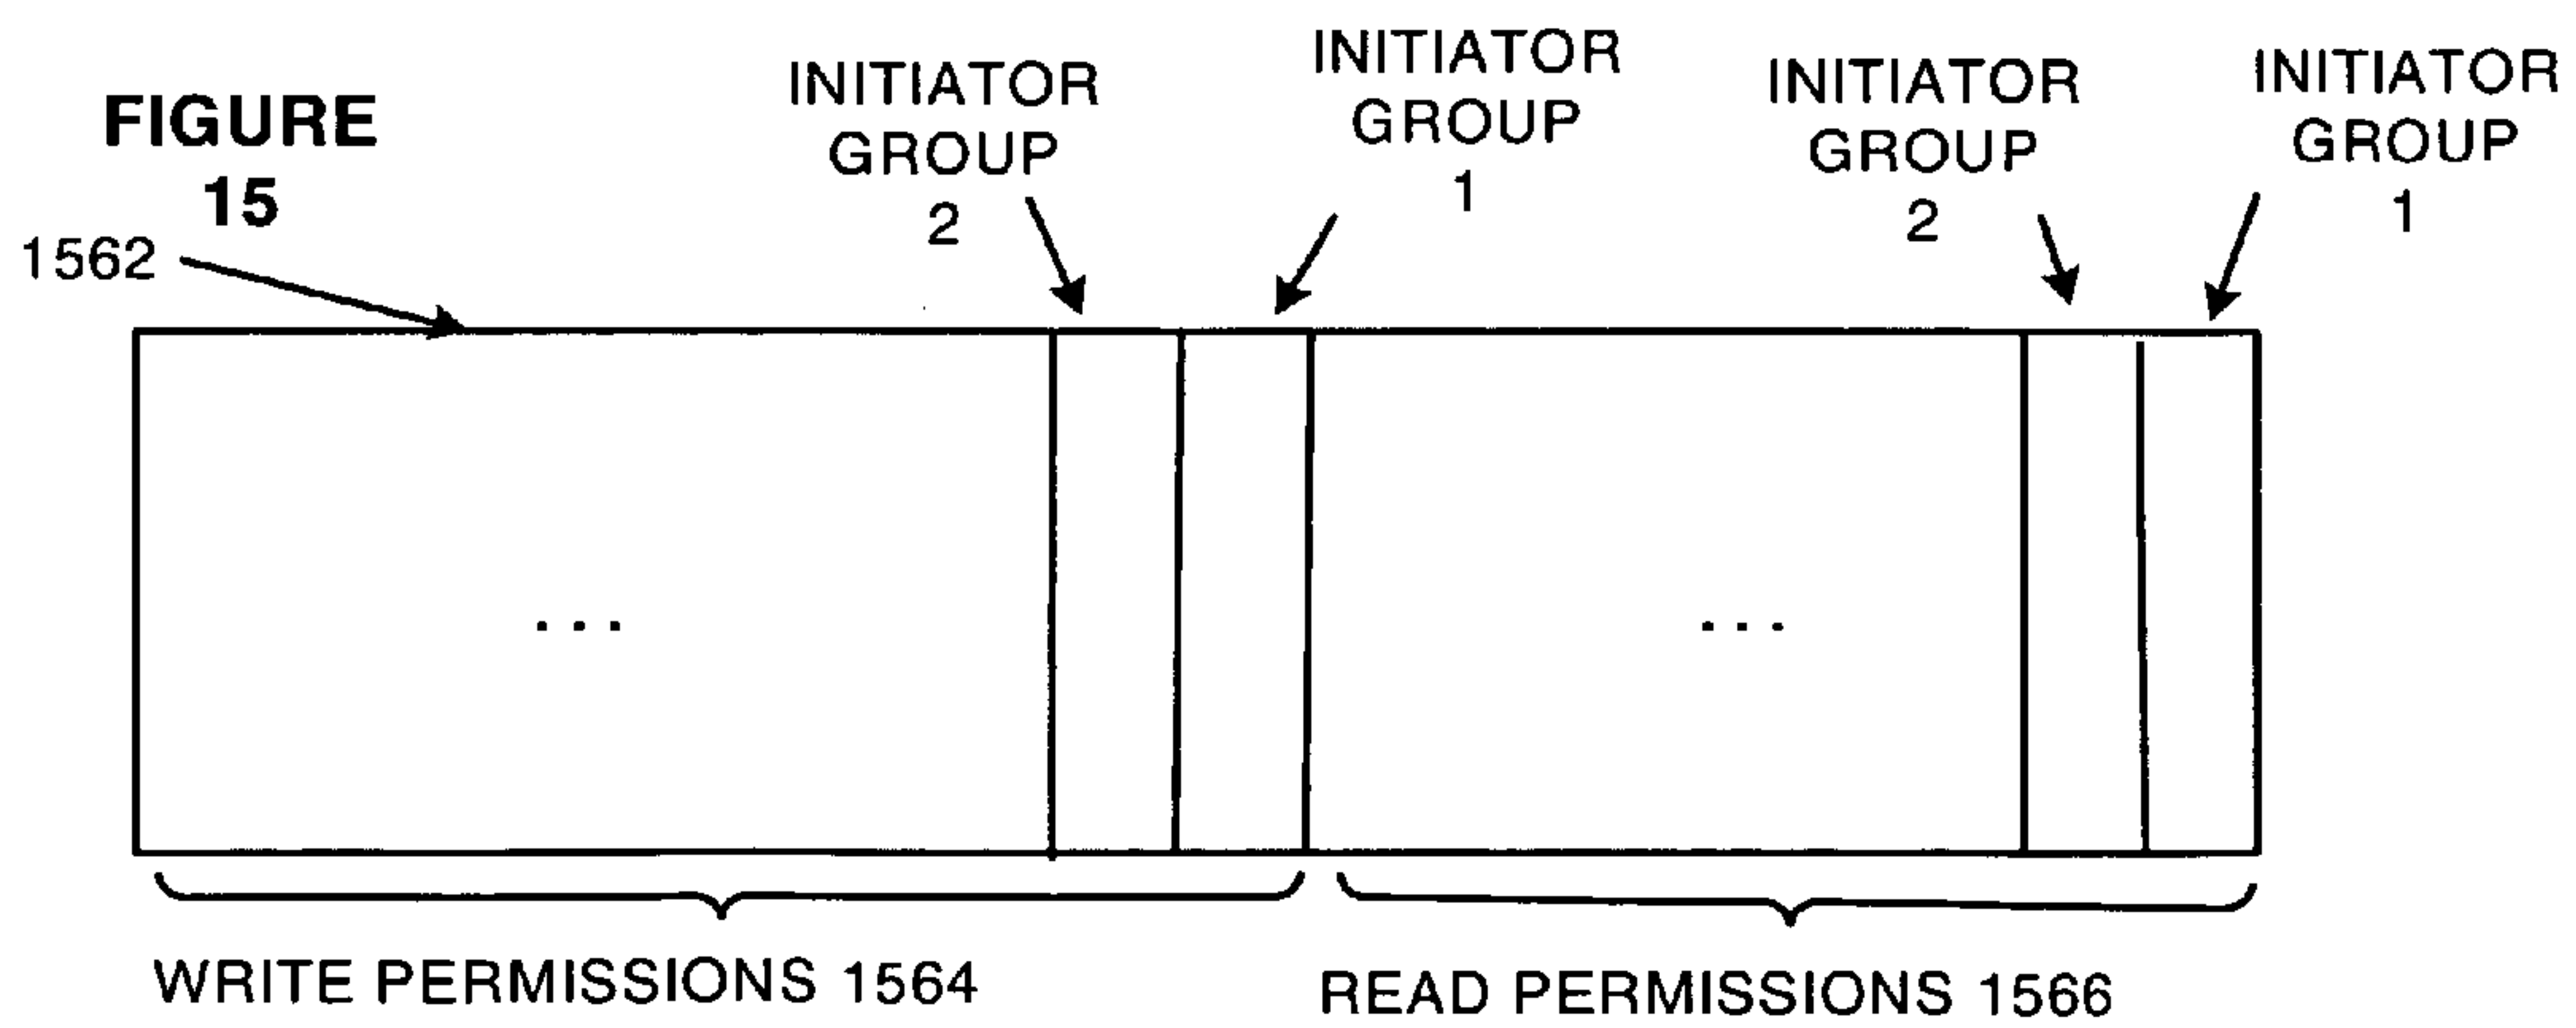 FIGURE
15
1562
INITIATOR
GROUP
2
INITIATOR
GROUP
1
INITIATOR
GROUP
2
INITIATOR
GROUP
1
. . .
. . .
WRITE PERMISSIONS 1564
READ PERMISSIONS 1566